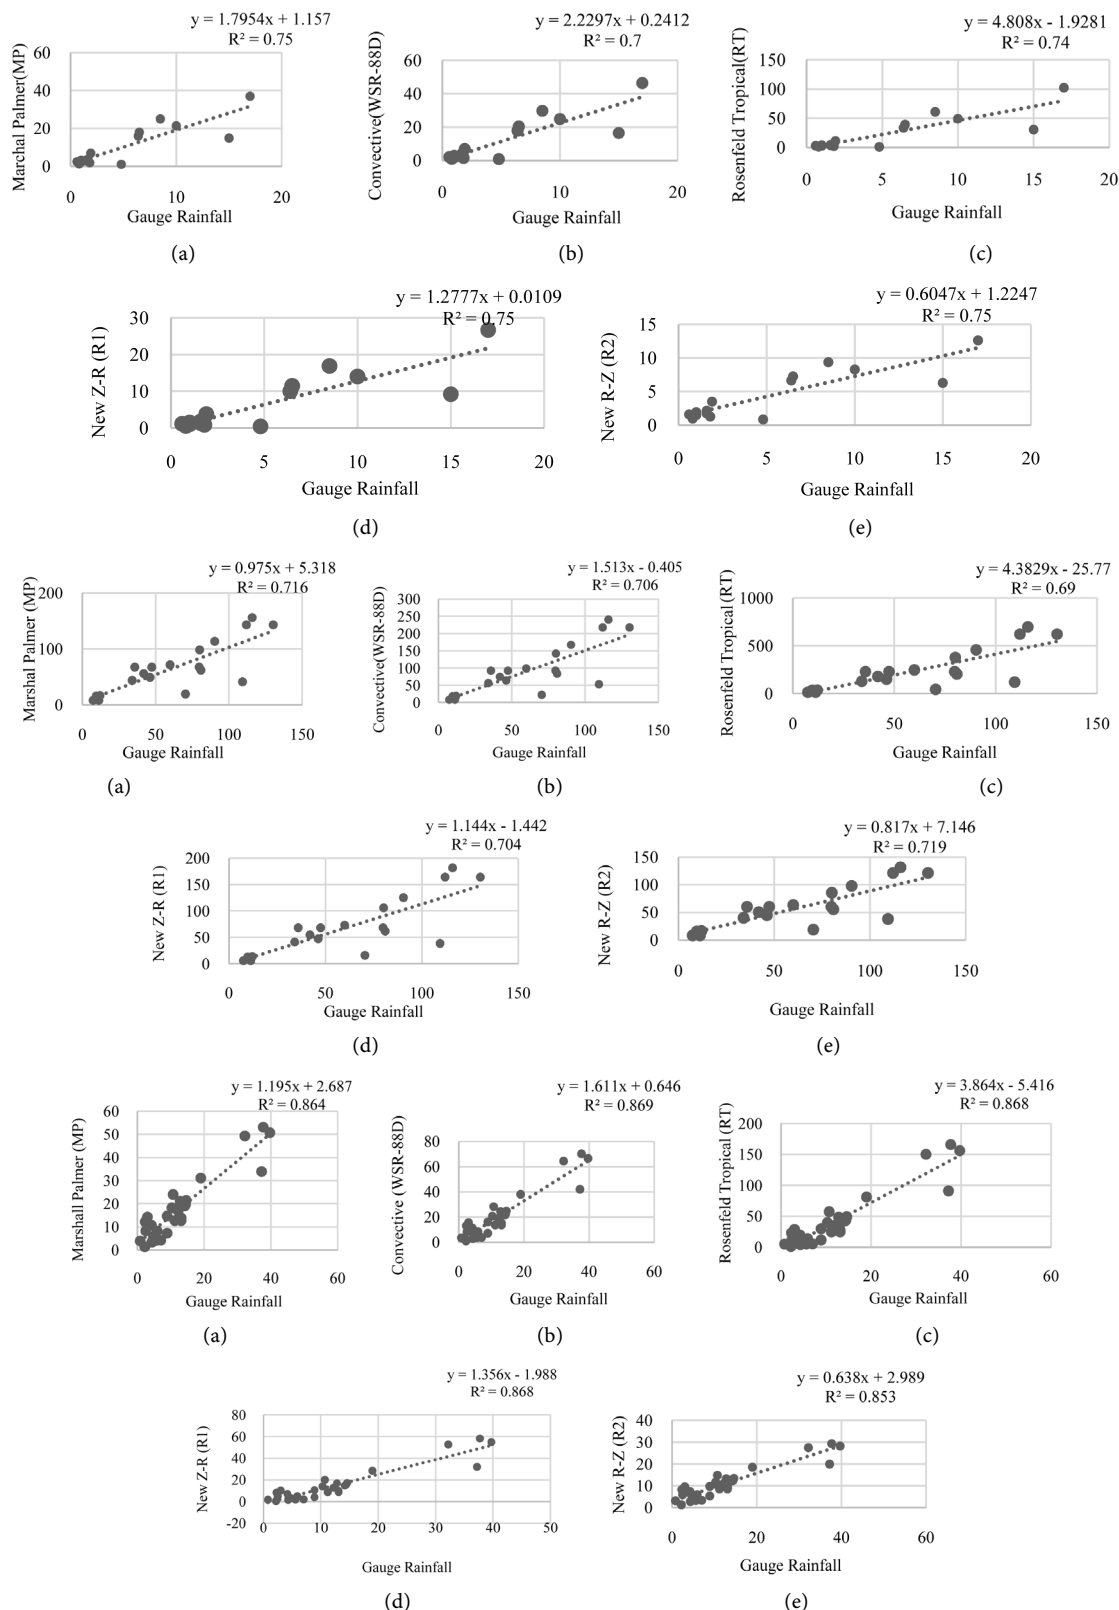 y = 1.7954x + 1.157
R² = 0.75
Marchal Palmer(MP)
60
40
20
0
0 10 20
Gauge Rainfall
(a)
y = 2.2297x + 0.2412
R² = 0.7
Convective(WSR-88D)
60
40
20
0
0 10 20
Gauge Rainfall
(b)
y = 4.808x - 1.9281
R² = 0.74
Rosenfeld Tropical(RT)
150
100
50
0
0 5 10 15 20
Gauge Rainfall
(c)
y = 1.2777x + 0.0109
R² = 0.75
New Z-R (R1)
30
20
10
0
0 5 10 15 20
Gauge Rainfall
(d)
y = 0.6047x + 1.2247
R² = 0.75
New R-Z (R2)
15
10
5
0
0 5 10 15 20
Gauge Rainfall
(e)
y = 0.975x + 5.318
R² = 0.716
Marshal Palmer (MP)
200
100
0
0 50 100 150
Gauge Rainfall
(a)
y = 1.513x - 0.405
R² = 0.706
Convective(WSR-88D)
300
250
200
150
100
50
0
0 50 100 150
Gauge Rainfall
(b)
y = 4.3829x - 25.77
R² = 0.69
Rosenfeld Tropical (RT)
1000
500
0
0 50 100 150
Gauge Rainfall
(c)
y = 1.144x - 1.442
R² = 0.704
New Z-R (R1)
200
150
100
50
0
0 50 100 150
Gauge Rainfall
(d)
y = 0.817x + 7.146
R² = 0.719
New R-Z (R2)
150
100
50
0
0 50 100 150
Gauge Rainfall
(e)
y = 1.195x + 2.687
R² = 0.864
Marshall Palmer (MP)
60
50
40
30
20
10
0
0 20 40 60
Gauge Rainfall
(a)
y = 1.611x + 0.646
R² = 0.869
Convective (WSR-88D)
80
60
40
20
0
0 20 40 60
Gauge Rainfall
(b)
y = 3.864x - 5.416
R² = 0.868
Rosenfeld Tropical (RT)
200
150
100
50
0
0 20 40 60
Gauge Rainfall
(c)
y = 1.356x - 1.988
R² = 0.868
New Z-R (R1)
80
60
40
20
0
-20
0 10 20 30 40 50
Gauge Rainfall
(d)
y = 0.638x + 2.989
R² = 0.853
New R-Z (R2)
40
30
20
10
0
0 20 40 60
Gauge Rainfall
(e)